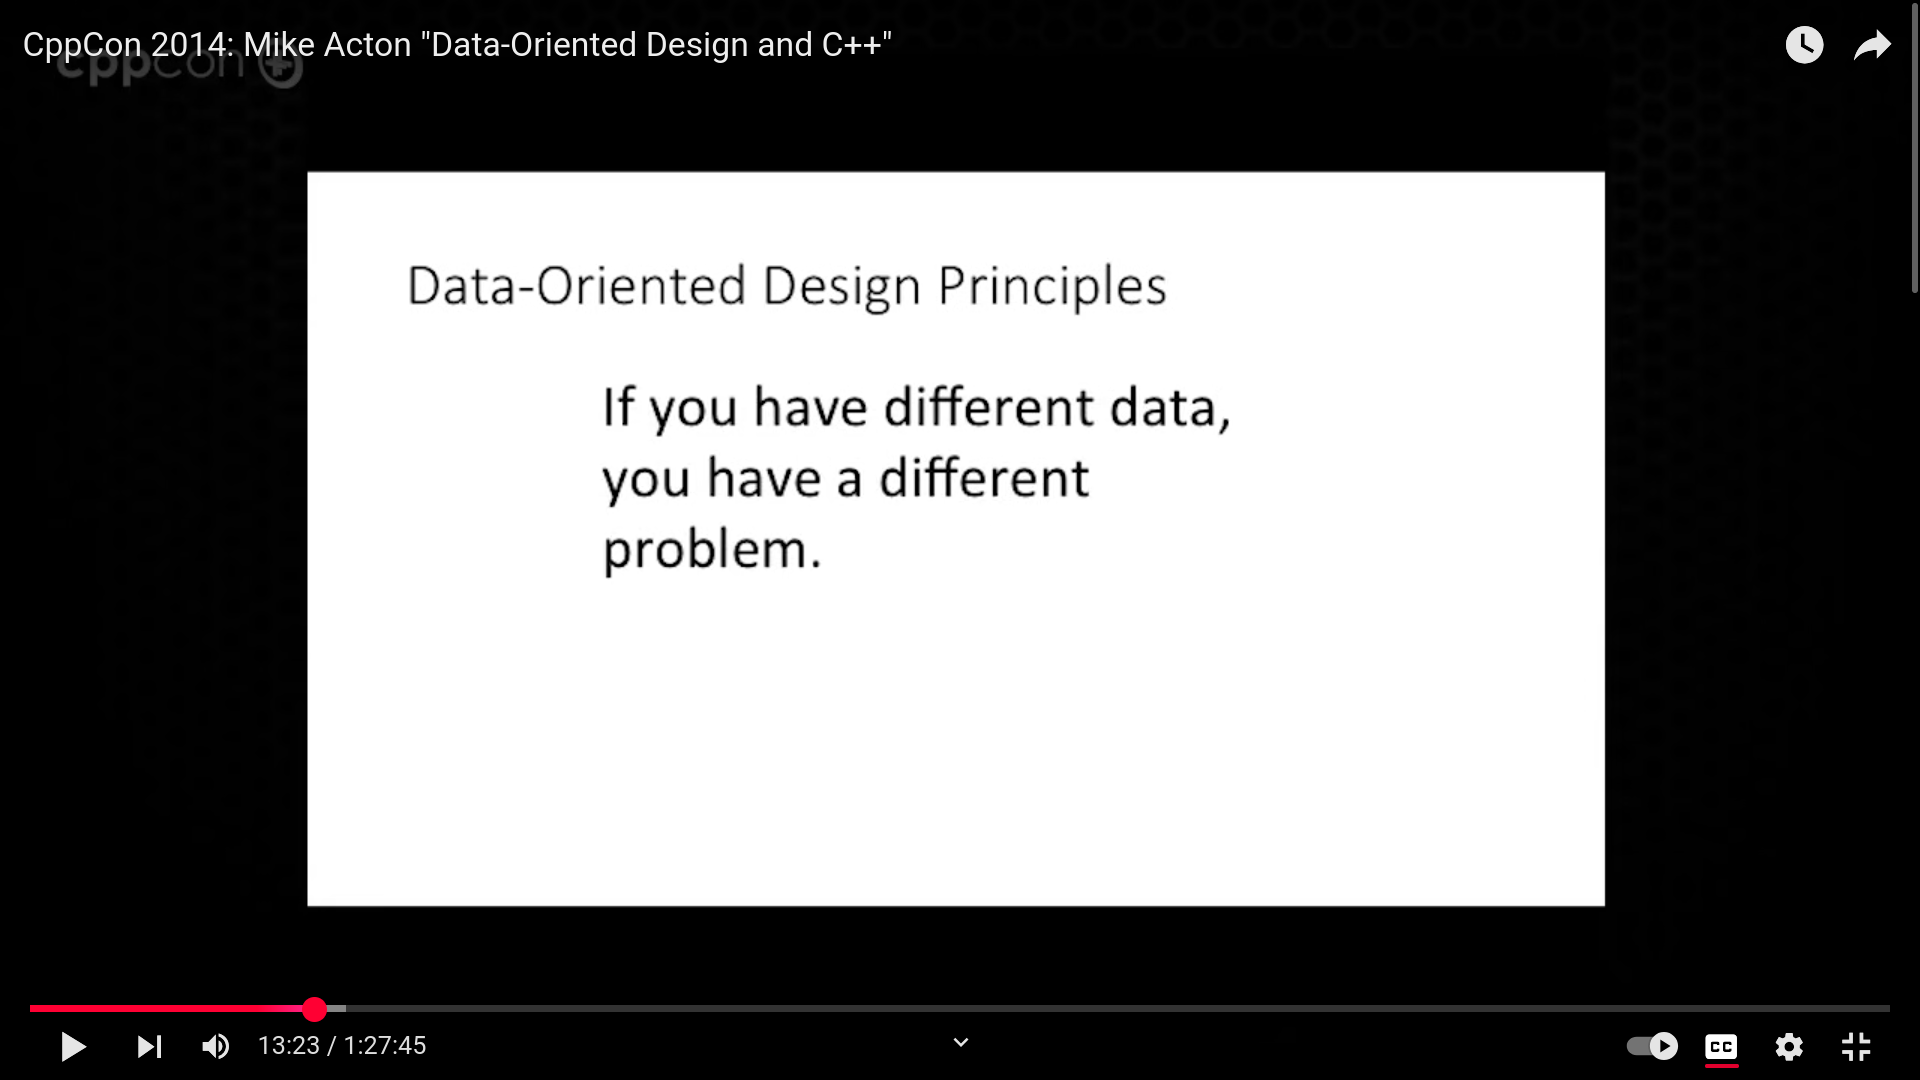 CppCon 2014: Mike Acton "Data-Oriented Design and C++"
cppcon
Data-Oriented Design Principles
If you have different data,
you have a different
problem.
13:23 / 1:27:45
CC